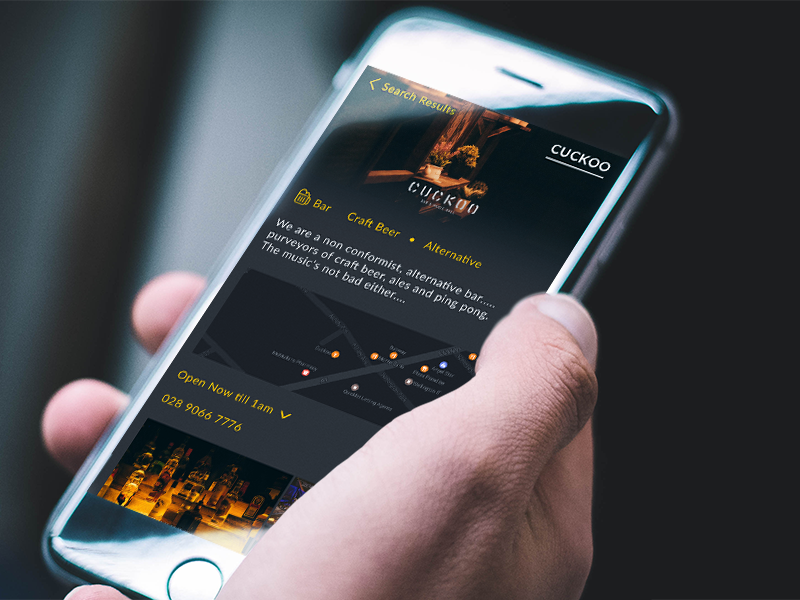 Search Results
CUCKOO
CUCKOO
Bar
Craft Beer • Alternative
We are a non conformist, alternative bar.....
purveyors of craft beer, ales and ping pong.
The music's not bad either....
Open Now till 1am
028 9066 7776